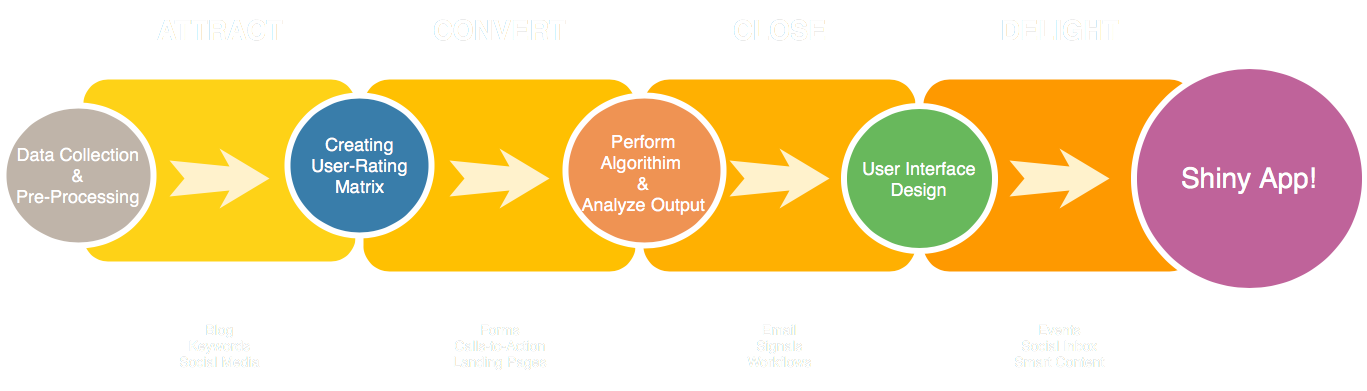 ATTRACT
CONVERT
CLOSE
DELIGHT
Data Collection
&
Pre-Processing
Creating
User-Rating
Matrix
Perform
Algorithim
&
Analyze Output
User Interface
Design
Shiny App!
Blog
Keywords
Social Media
Forms
Calls-to-Action
Landing Pages
Email
Signals
Workflows
Events
Social Inbox
Smart Content